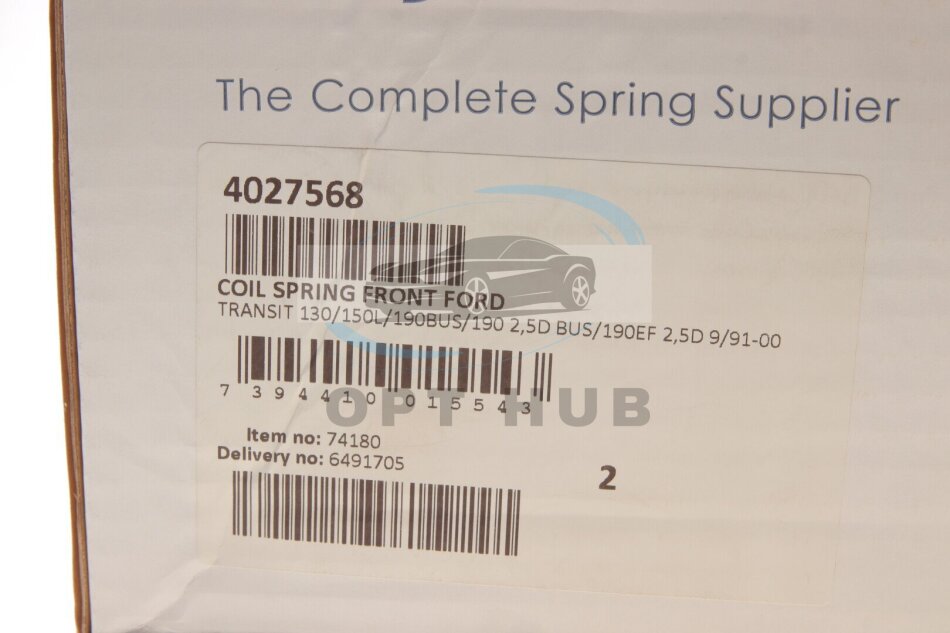 The Complete Spring Supplier
4027568
COIL SPRING FRONT FORD
TRANSIT 130/150L/190BUS/190 2,5D BUS/190EF 2,5D 9/91-00
7 394410 015543
OPT HUB
Item no: 74180
Delivery no: 6491705
2